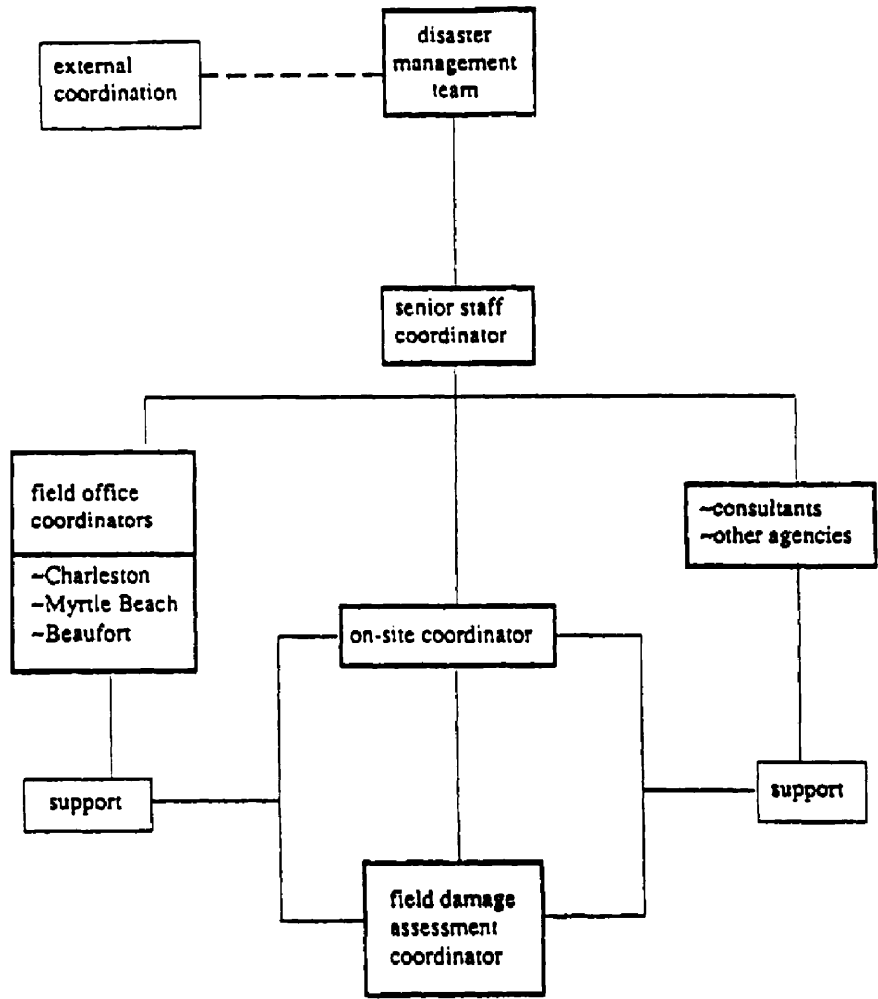 external
coordination
disaster
management
team
senior staff
coordinator
field office
coordinators
~Charleston
~Myrtle Beach
~Beaufort
~consultants
~other agencies
on-site coordinator
support
support
field damage
assessment
coordinator